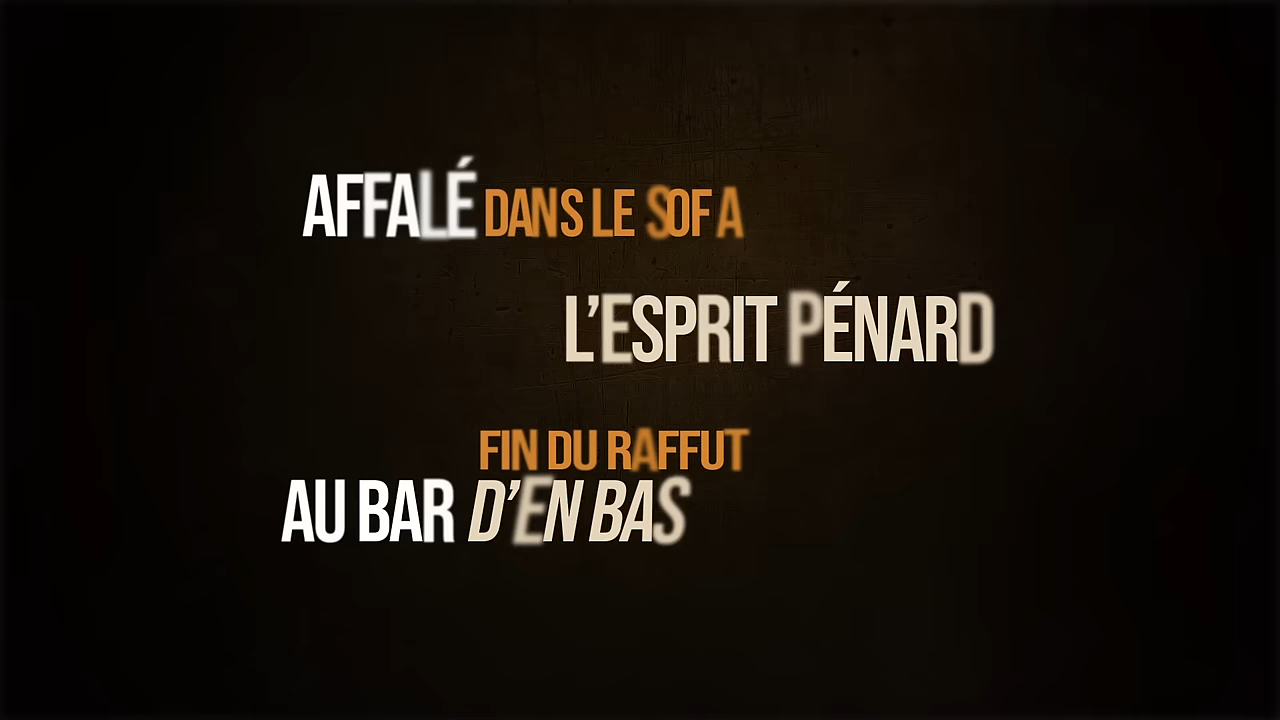 AFFALÉ DANS LE SOFA
L’ESPRIT PÉNARD
FIN DU RAFFUT
AU BAR D’EN BAS